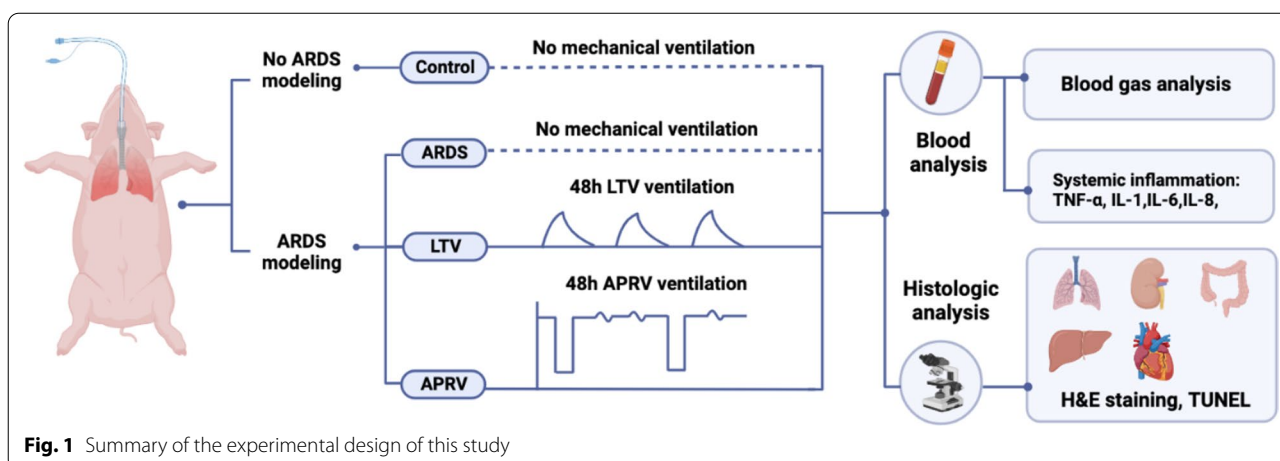 No ARDS
modeling
ARDS
modeling
Control
ARDS
LTV
APRV
No mechanical ventilation
No mechanical ventilation
48h LTV ventilation
48h APRV ventilation
Blood
analysis
Histologic
analysis
Blood gas analysis
Systemic inflammation:
TNF-α, IL-1,IL-6,IL-8,
H&E staining, TUNEL
Fig. 1 Summary of the experimental design of this study